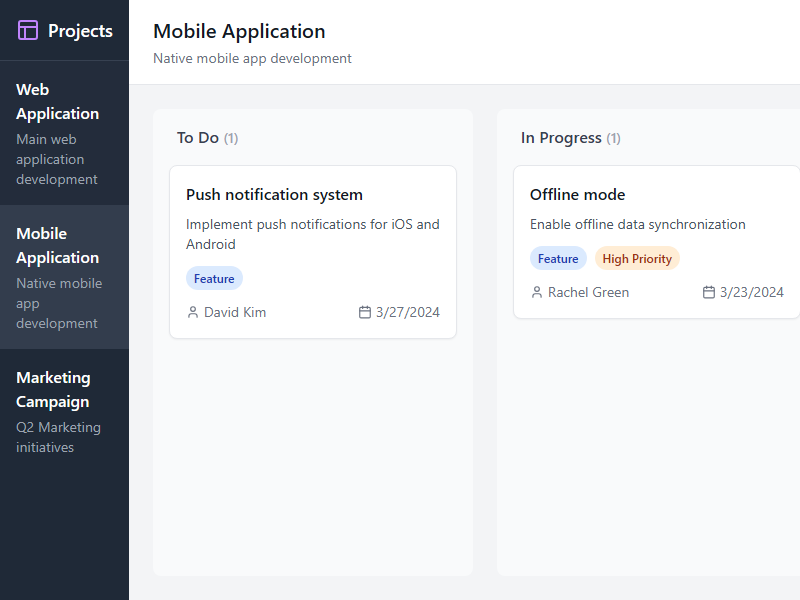 Projects
Web
Application
Main web
application
development
Mobile
Application
Native mobile
app
development
Marketing
Campaign
Q2 Marketing
initiatives
Mobile Application
Native mobile app development
To Do (1)
Push notification system
Implement push notifications for iOS and
Android
Feature
David Kim 3/27/2024
In Progress (1)
Offline mode
Enable offline data synchronization
Feature High Priority
Rachel Green 3/23/2024